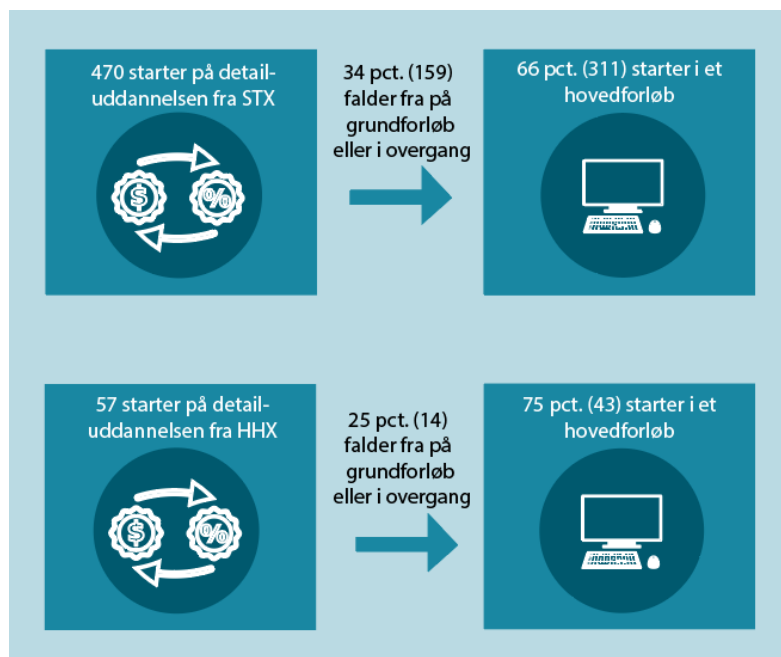 470 starter på detail-
uddannelsen fra STX
$
%
34 pct. (159)
falder fra på
grundforløb
eller i overgang
66 pct. (311) starter i et
hovedforløb
57 starter på detail-
uddannelsen fra HHX
$
%
25 pct. (14)
falder fra på
grundforløb
eller i overgang
75 pct. (43) starter i et
hovedforløb